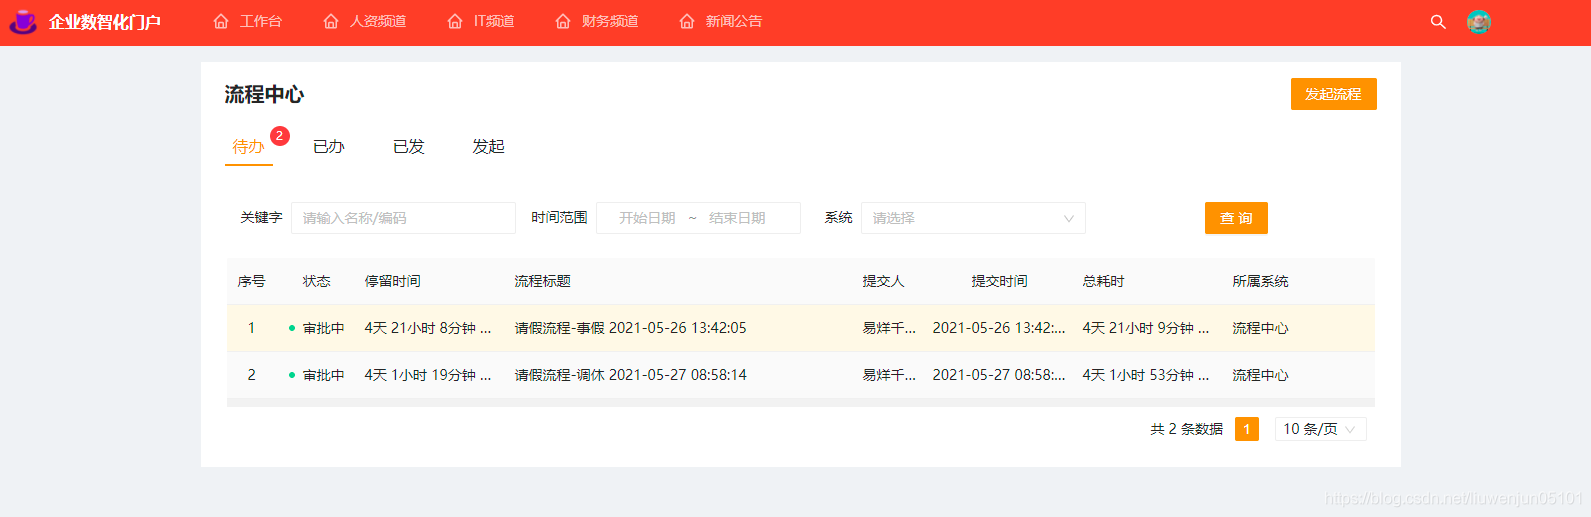 企业数智化门户 工作台 人资频道 IT频道 财务频道 新闻公告
流程中心 发起流程
待办 2 已办 已发 发起
关键字 请输入名称/编码 时间范围 开始日期 ~ 结束日期 系统 请选择 查 询
序号 状态 停留时间 流程标题 提交人 提交时间 总耗时 所属系统
1 审批中 4天 21小时 8分钟 ... 请假流程-事假 2021-05-26 13:42:05 易烊千... 2021-05-26 13:42:... 4天 21小时 9分钟 ... 流程中心
2 审批中 4天 1小时 19分钟 ... 请假流程-调休 2021-05-27 08:58:14 易烊千... 2021-05-27 08:58:... 4天 1小时 53分钟 ... 流程中心
共 2 条数据 1 10 条/页
https://blog.csdn.net/liuwenjun05101